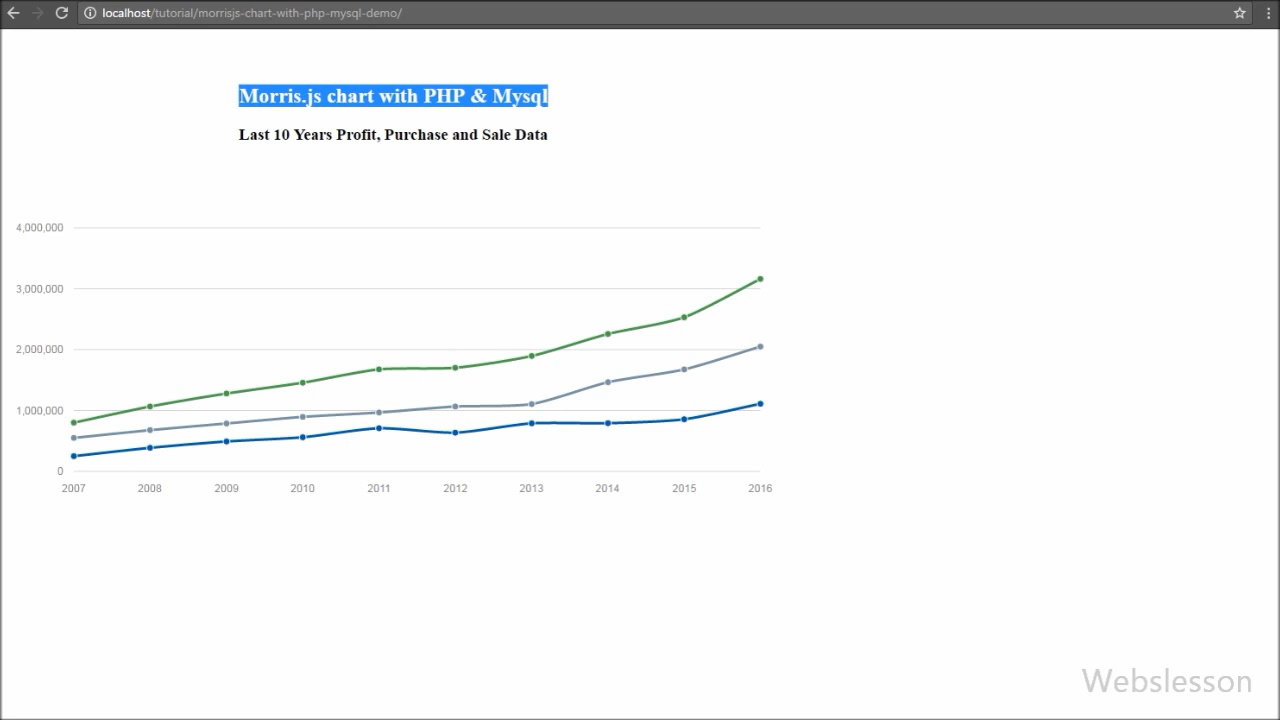 localhost/tutorial/morrisjs-chart-with-php-mysql-demo/
Morris.js chart with PHP & Mysql
Last 10 Years Profit, Purchase and Sale Data
4,000,000
3,000,000
2,000,000
1,000,000
0
2007 2008 2009 2010 2011 2012 2013 2014 2015 2016
Webslesson